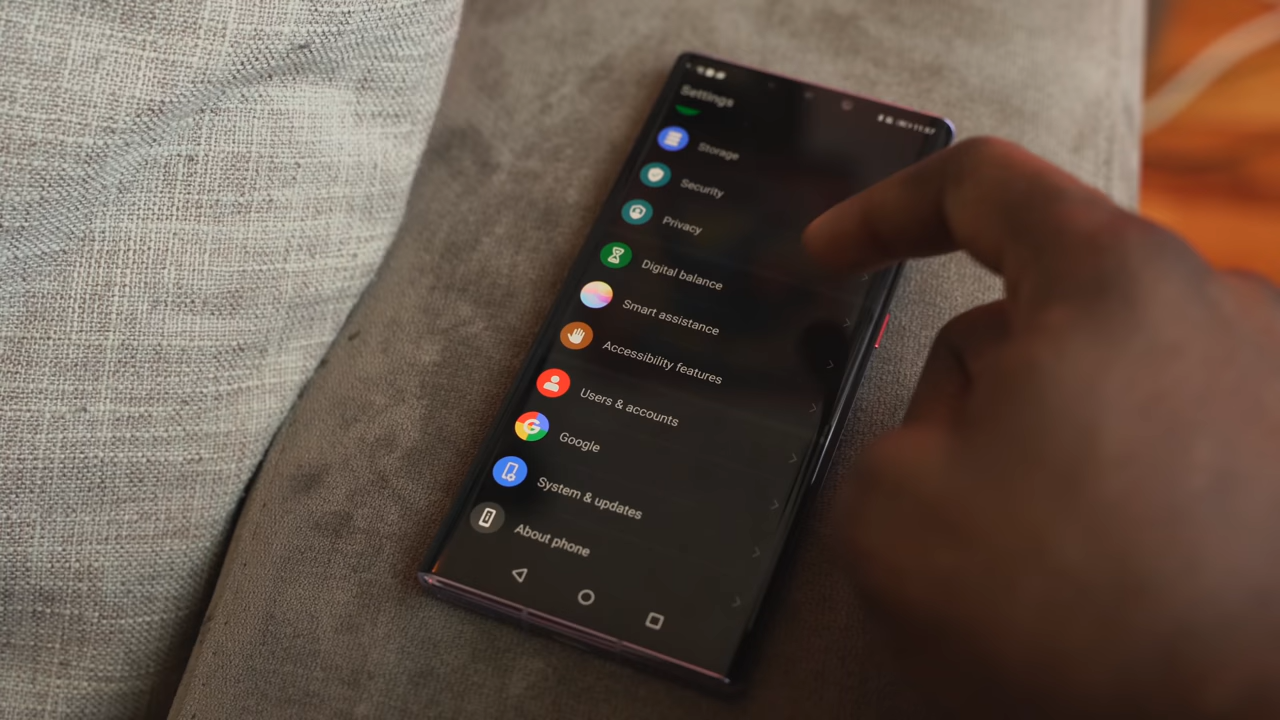 Settings
Storage
Security
Privacy
Digital balance
Smart assistance
Accessibility features
Users & accounts
Google
System & updates
About phone